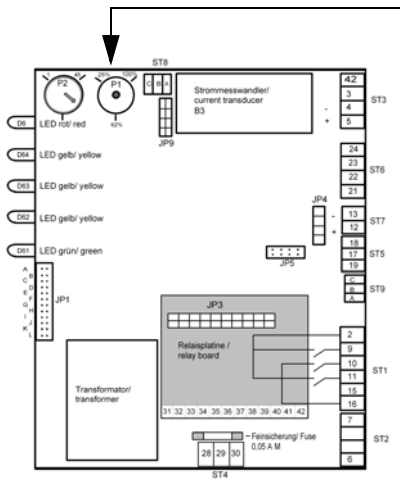 ST8
1 45
P2
25% 100%
P1
62%
C B A
JP9
Strommesswandler/
current transducer
B3
-
+
42
3
4
5
ST3
D6 LED rot/ red
D64 LED gelb/ yellow
D63 LED gelb/ yellow
D62 LED gelb/ yellow
D61 LED grün/ green
24
23
22
21
ST6
JP4
-
+
13
12
ST7
18
17
19
ST5
JP5
C
B
A
ST9
A
B
C
D
E
F
G
H
I
J
K
L
JP1
JP3
Relaisplatine /
relay board
31 32 33 34 35 36 37 38 39 40 41 42
2
9
10
11
15
16
ST1
Transformator/
transformer
Feinsicherung/ Fuse
0,05 A M
28 29 30
ST4
7
6
ST2